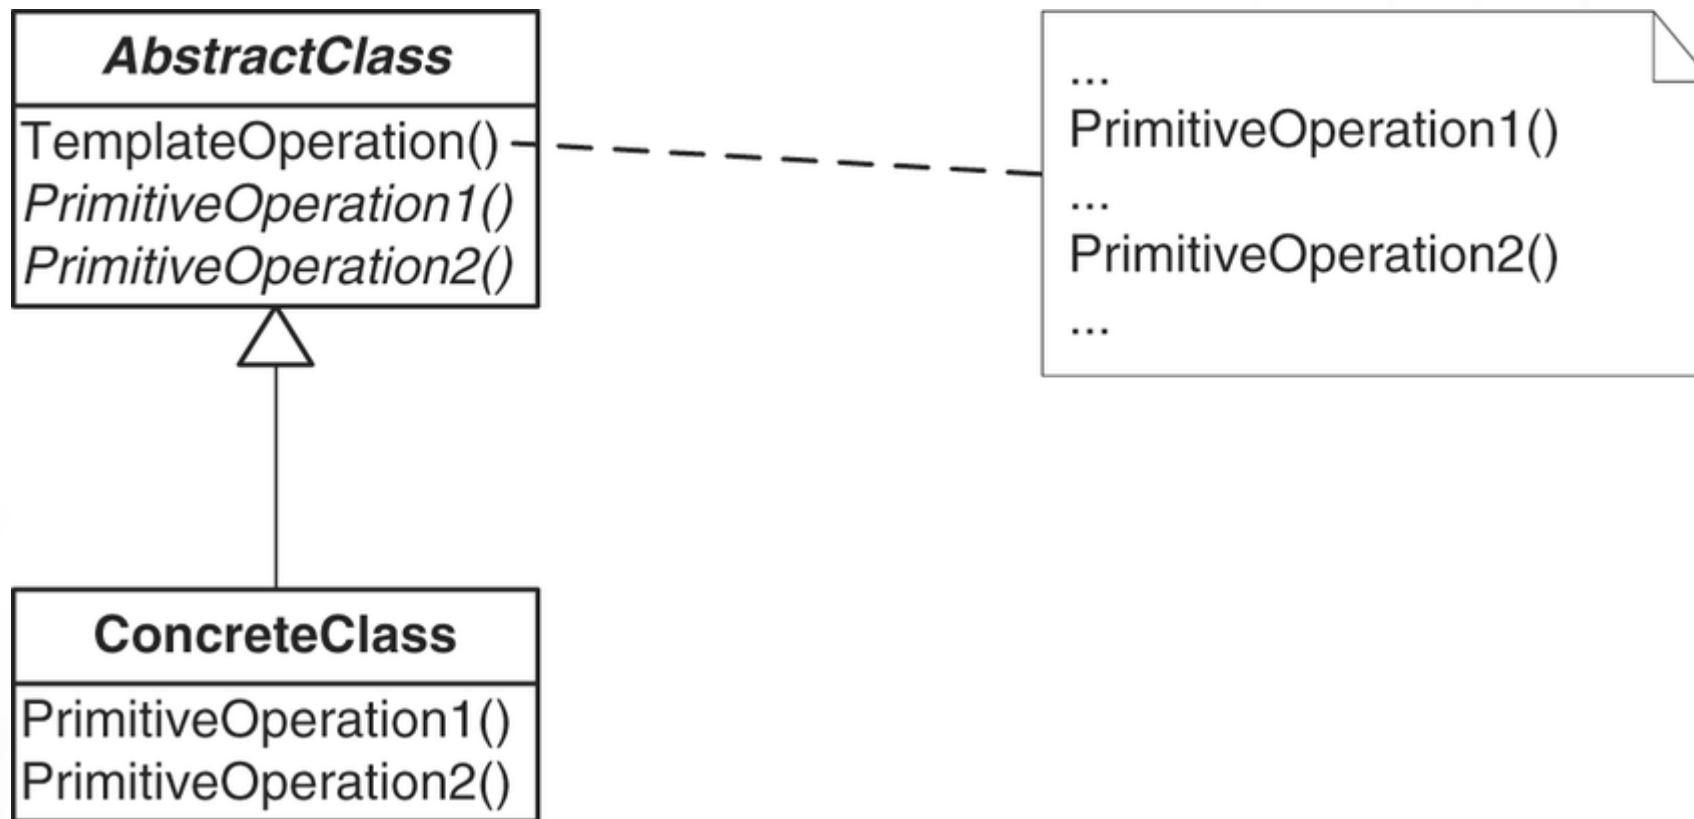 AbstractClass
TemplateOperation()
PrimitiveOperation1()
PrimitiveOperation2()
...
PrimitiveOperation1()
...
PrimitiveOperation2()
...
ConcreteClass
PrimitiveOperation1()
PrimitiveOperation2()